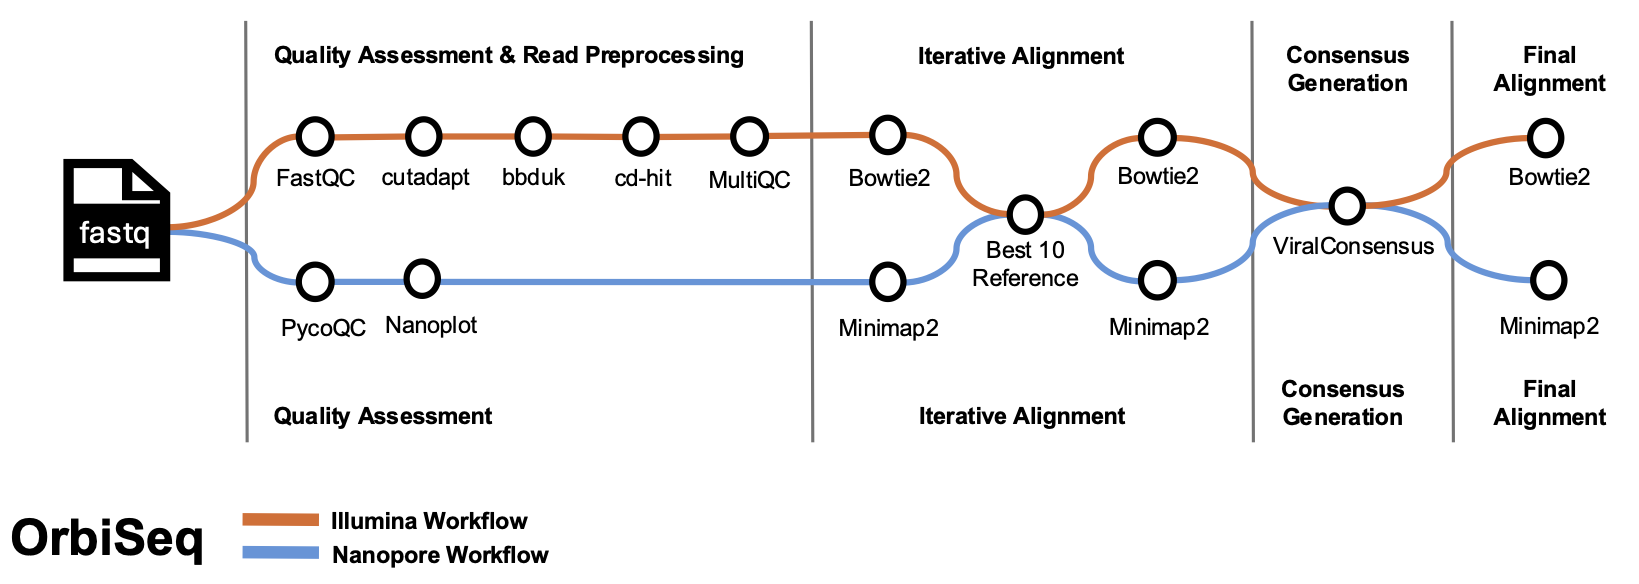 Quality Assessment & Read Preprocessing
Iterative Alignment
Consensus
Generation
Final
Alignment
FastQC
cutadapt
bbduk
cd-hit
MultiQC
Bowtie2
Bowtie2
Bowtie2
fastq
Best 10
Reference
ViralConsensus
PycoQC
Nanoplot
Minimap2
Minimap2
Minimap2
Quality Assessment
Iterative Alignment
Consensus
Generation
Final
Alignment
OrbiSeq
Illumina Workflow
Nanopore Workflow